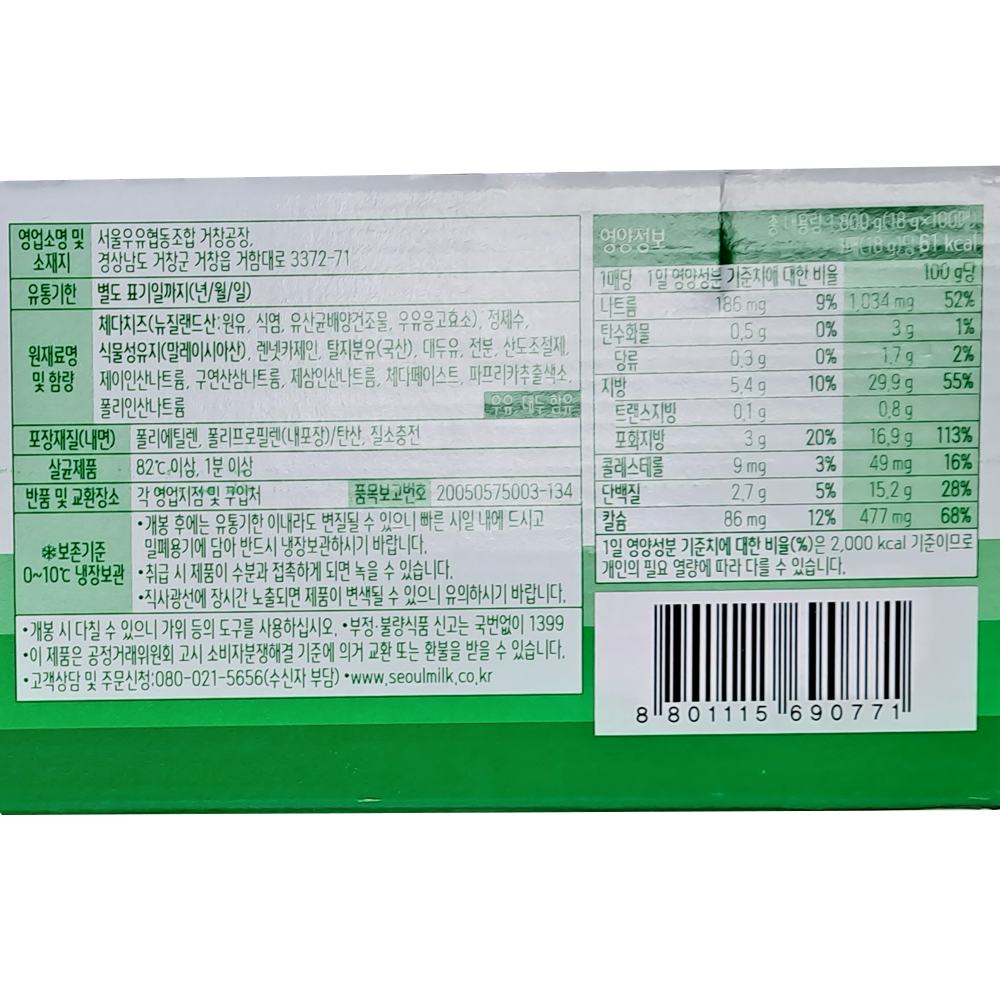 영업소명 및 소재지
서울우유협동조합 거창공장,
경상남도 거창군 거창읍 거함대로 3372-71
유통기한 별도 표기일까지(년/월/일)
원재료명 및 함량
체다치즈(뉴질랜드산:원유, 식염, 유산균배양건조물, 우유응고효소), 정제수,
식물성유지(말레이시아산), 렌넷카제인, 탈지분유(국산), 대두유, 전분, 산도조절제,
제이인산나트륨, 구연산삼나트륨, 제삼인산나트륨, 체다페이스트, 파프리카추출색소,
폴리인산나트륨 우유 대두 함유
포장재질(내면) 폴리에틸렌, 폴리프로필렌(내포장)/탄산, 질소충전
살균제품 82℃이상, 1분 이상
반품 및 교환장소 각 영업지점 및 구입처 품목보고번호 20050575003-134
❄보존기준
0~10℃ 냉장보관
•개봉 후에는 유통기한 이내라도 변질될 수 있으니 빠른 시일 내에 드시고
밀폐용기에 담아 반드시 냉장보관하시기 바랍니다.
•취급 시 제품이 수분과 접촉하게 되면 녹을 수 있습니다.
•직사광선에 장시간 노출되면 제품이 변색될 수 있으니 유의하시기 바랍니다.
•개봉 시 다칠 수 있으니 가위 등의 도구를 사용하십시오. •부정·불량식품 신고는 국번없이 1399
•이 제품은 공정거래위원회 고시 소비자분쟁해결 기준에 의거 교환 또는 환불을 받을 수 있습니다.
•고객상담 및 주문신청:080-021-5656(수신자 부담) •www.seoulmilk.co.kr
영양정보
총 내용량 1,800 g(18 g×100매)
1매(18 g)당 61 kcal
1매당 1일 영양성분 기준치에 대한 비율 100 g당
나트륨 186 mg 9% 1,034 mg 52%
탄수화물 0.5 g 0% 3 g 1%
당류 0.3 g 0% 1.7 g 2%
지방 5.4 g 10% 29.9 g 55%
트랜스지방 0.1 g 0.8 g
포화지방 3 g 20% 16.9 g 113%
콜레스테롤 9 mg 3% 49 mg 16%
단백질 2.7 g 5% 15.2 g 28%
칼슘 86 mg 12% 477 mg 68%
1일 영양성분 기준치에 대한 비율(%)은 2,000 kcal 기준이므로
개인의 필요 열량에 따라 다를 수 있습니다.
8 801115 690771